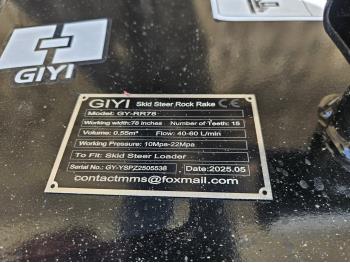 GIYI
GIYI Skid Steer Rock Rake CE
Model: GY-RR78
Working width:78 inches Number of Teeth: 18
Volume: 0.55m³ Flow: 40-60 L/min
Working Pressure: 10Mpa-22Mpa
To Fit: Skid Steer Loader
Serial No.: GY-YSPZ2505538 Date:2025.05
contactmms@foxmail.com